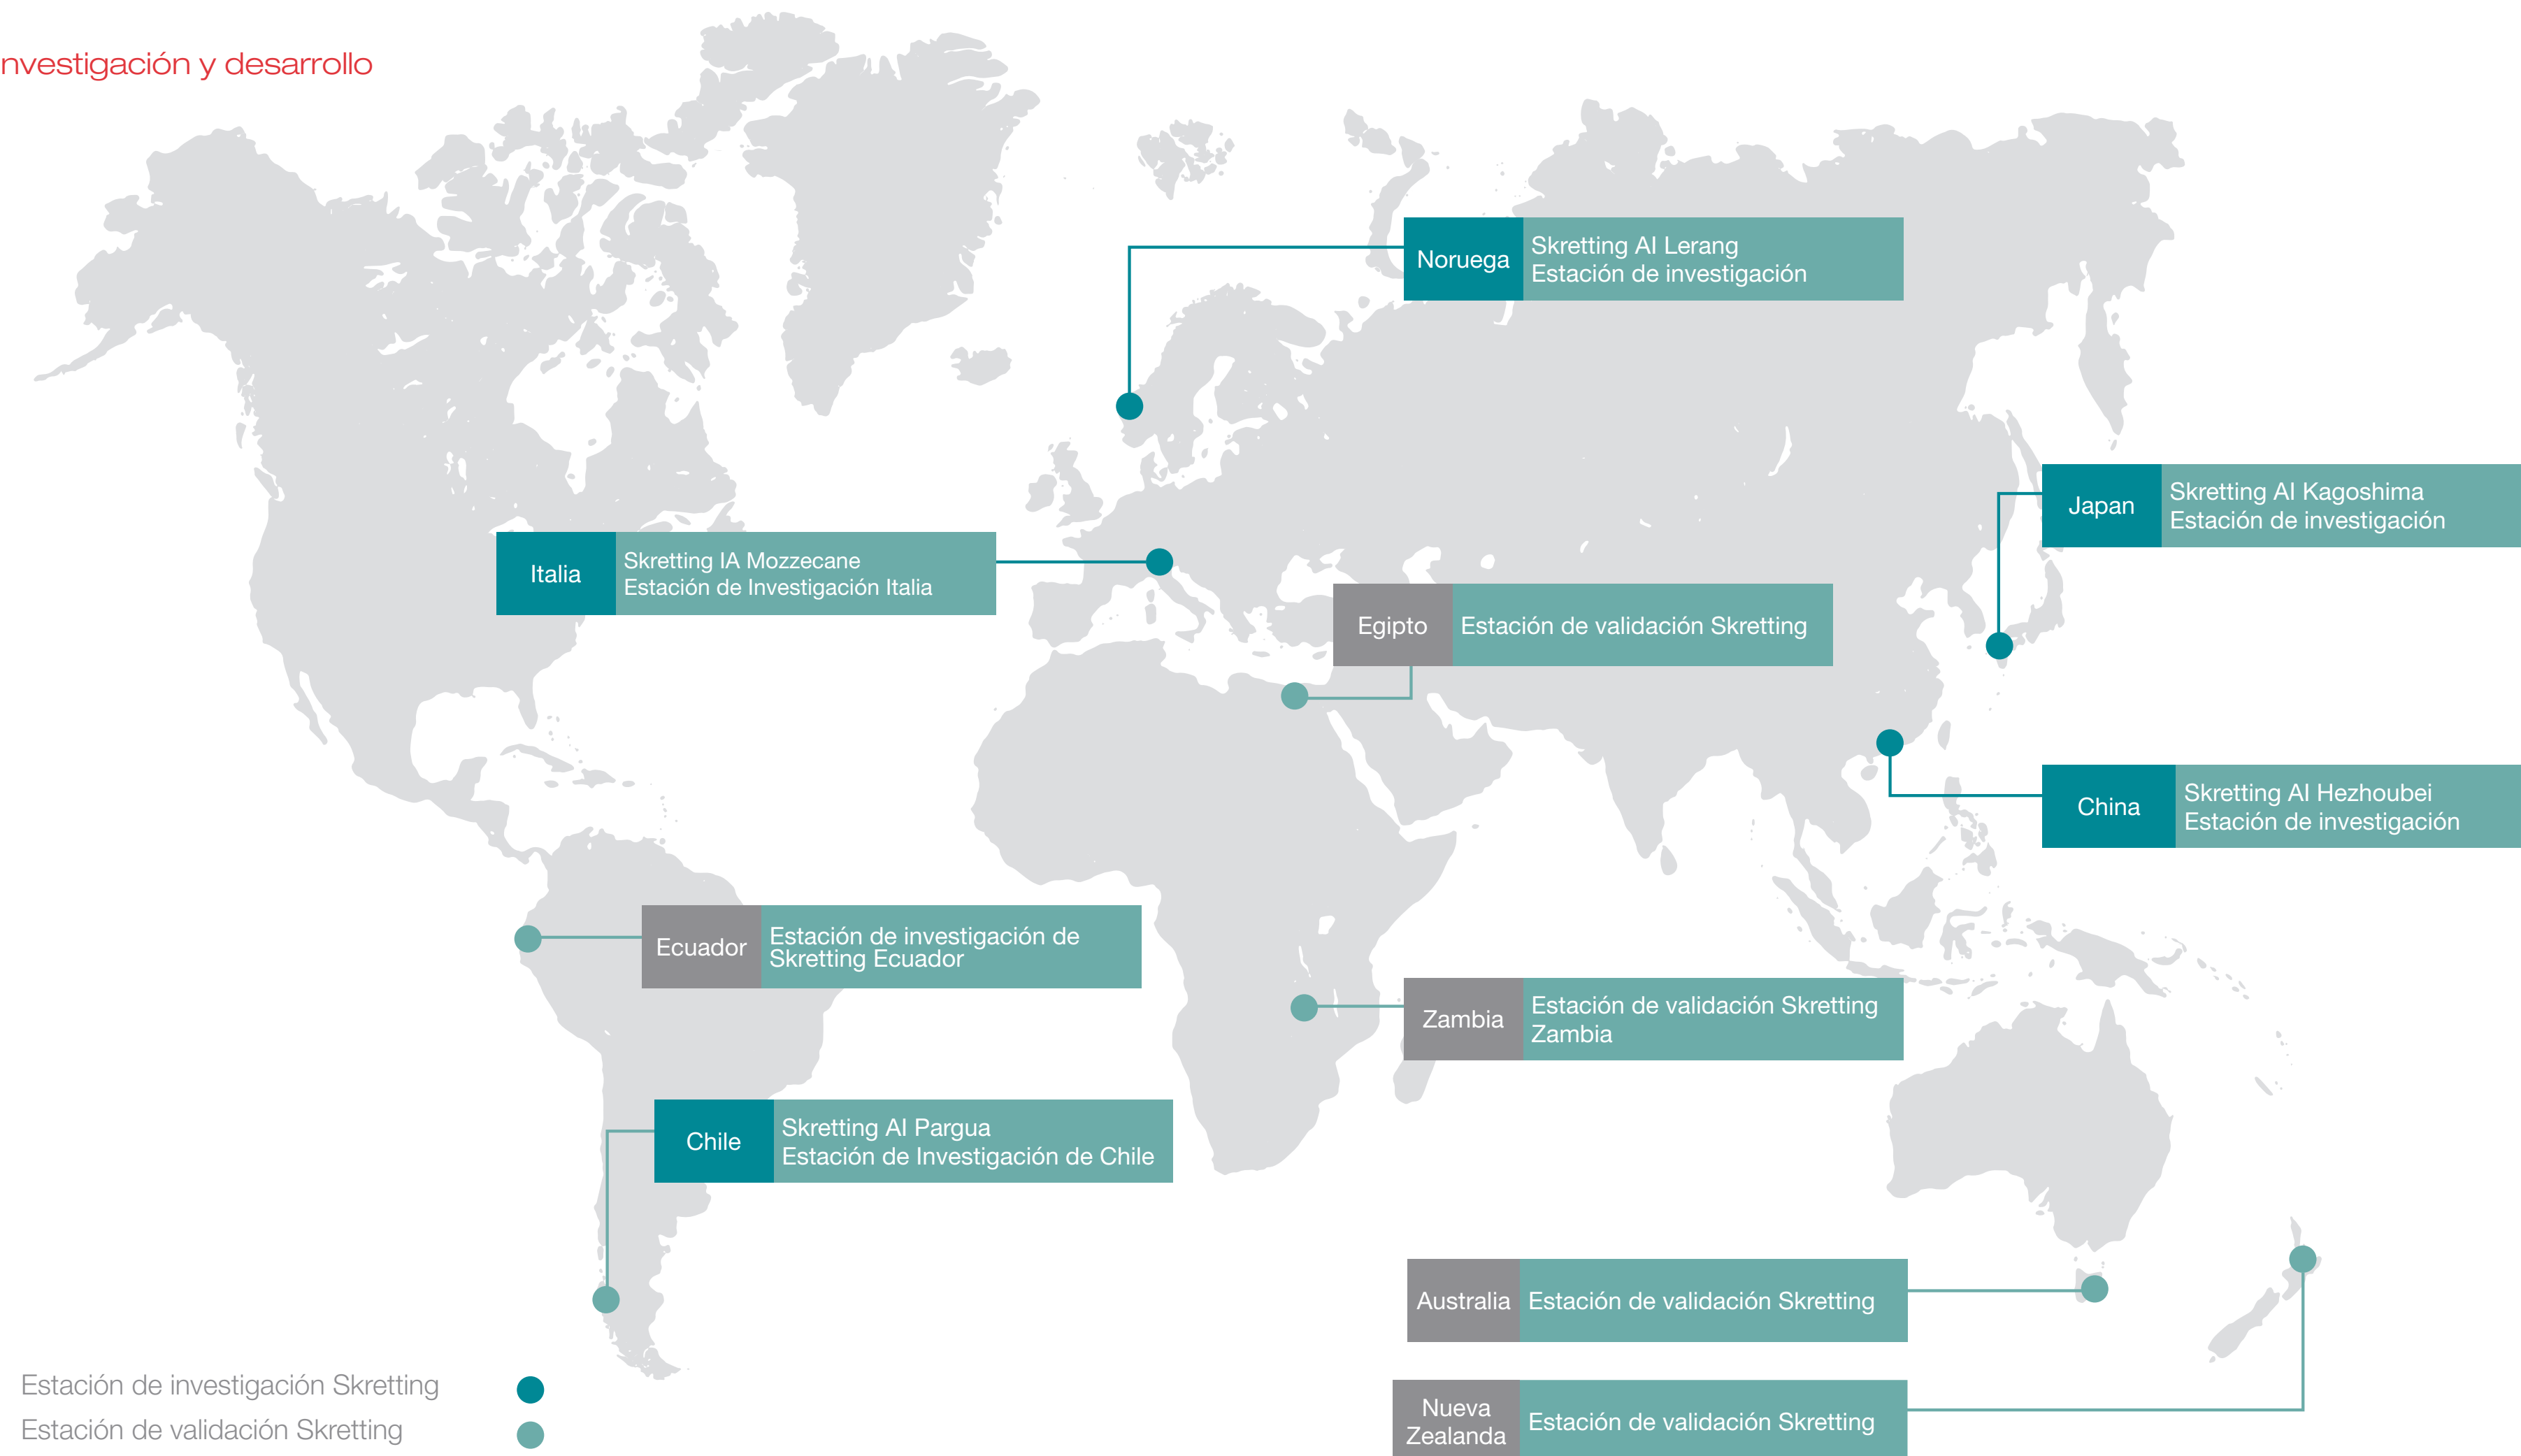 nvestigación y desarrollo
Noruega
Skretting AI Lerang
Estación de investigación
Japan
Skretting AI Kagoshima
Estación de investigación
Italia
Skretting IA Mozzecane
Estación de Investigación Italia
Egipto
Estación de validación Skretting
China
Skretting AI Hezhoubei
Estación de investigación
Ecuador
Estación de investigación de
Skretting Ecuador
Zambia
Estación de validación Skretting
Zambia
Chile
Skretting AI Pargua
Estación de Investigación de Chile
Australia
Estación de validación Skretting
Nueva
Zealanda
Estación de validación Skretting
Estación de investigación Skretting
Estación de validación Skretting